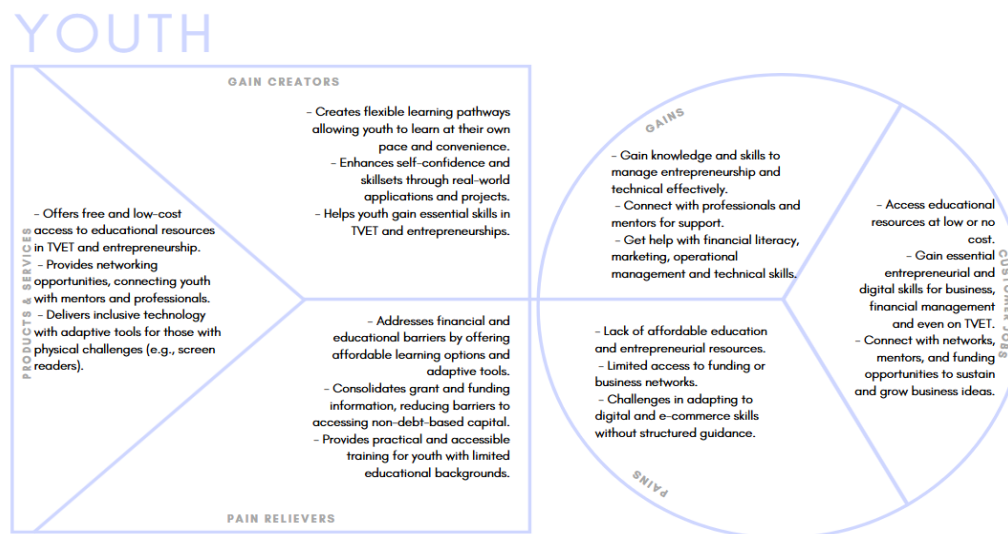 YOUTH
GAIN CREATORS
- Creates flexible learning pathways
allowing youth to learn at their own
pace and convenience.
- Enhances self-confidence and
skillsets through real-world
applications and projects.
- Helps youth gain essential skills in
TVET and entrepreneurships.
PRODUCTS & SERVICES
- Offers free and low-cost
access to educational resources
in TVET and entrepreneurship.
- Provides networking
opportunities, connecting youth
with mentors and professionals.
- Delivers inclusive technology
with adaptive tools for those with
physical challenges (e.g., screen
readers).
- Addresses financial and
educational barriers by offering
affordable learning options and
adaptive tools.
- Consolidates grant and funding
information, reducing barriers to
accessing non-debt-based capital.
- Provides practical and accessible
training for youth with limited
educational backgrounds.
PAIN RELIEVERS
GAINS
- Gain knowledge and skills to
manage entrepreneurship and
technical effectively.
- Connect with professionals and
mentors for support.
- Get help with financial literacy,
marketing, operational
management and technical skills.
- Lack of affordable education
and entrepreneurial resources.
- Limited access to funding or
business networks.
- Challenges in adapting to
digital and e-commerce skills
without structured guidance.
PAINS
- Access educational
resources at low or no
cost.
- Gain essential
entrepreneurial and
digital skills for business,
financial management
and even on TVET.
- Connect with networks,
mentors, and funding
opportunities to sustain
and grow business ideas.
CUSTOMER JOBS